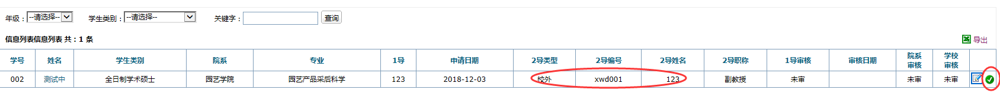 年级：--请选择-- 学生类别：--请选择-- 关键字： 查询
信息列表信息列表 共：1 条 导出
学号 姓名 学生类别 院系 专业 1导 申请日期 2导类型 2导编号 2导姓名 2导职称 1导审核 审核日期 院系审核 学校审核
002 测试中 全日制学术硕士 园艺学院 园艺产品采后科学 123 2018-12-03 校外 xwd001 123 副教授 未审 未审 未审